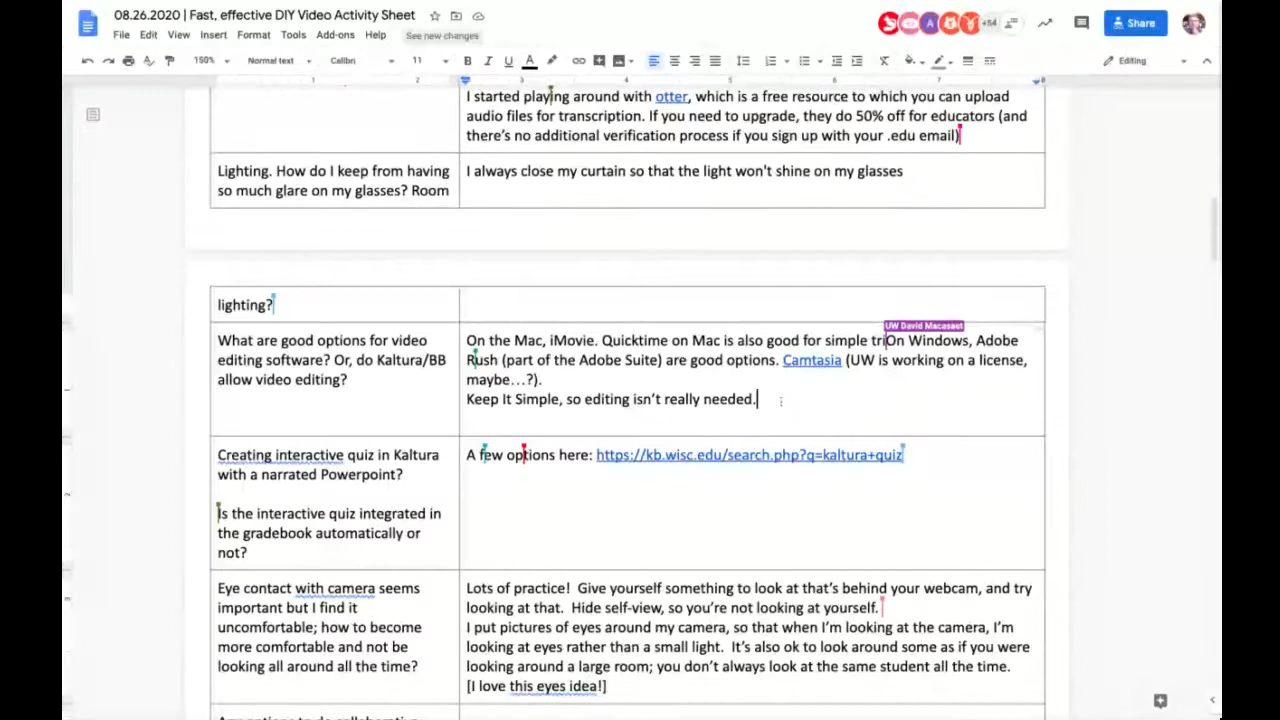 08.26.2020 | Fast, effective DIY Video Activity Sheet
File Edit View Insert Format Tools Add-ons Help See new changes
A +54 Share
150% Normal text Calibri 11 B I U A Editing
1 2 3 4 5 6 7 8
I started playing around with otter, which is a free resource to which you can upload
audio files for transcription. If you need to upgrade, they do 50% off for educators (and
there's no additional verification process if you sign up with your .edu email)
Lighting. How do I keep from having
so much glare on my glasses? Room
I always close my curtain so that the light won't shine on my glasses
lighting?
UW David Macasaet
What are good options for video
editing software? Or, do Kaltura/BB
allow video editing?
On the Mac, iMovie. Quicktime on Mac is also good for simple triOn Windows, Adobe
Rush (part of the Adobe Suite) are good options. Camtasia (UW is working on a license,
maybe...?).
Keep It Simple, so editing isn't really needed.
Creating interactive quiz in Kaltura
with a narrated Powerpoint?
Is the interactive quiz integrated in
the gradebook automatically or
not?
A few options here: https://kb.wisc.edu/search.php?q=kaltura+quiz
Eye contact with camera seems
important but I find it
uncomfortable; how to become
more comfortable and not be
looking all around all the time?
Lots of practice!  Give yourself something to look at that's behind your webcam, and try
looking at that.  Hide self-view, so you're not looking at yourself.
I put pictures of eyes around my camera, so that when I'm looking at the camera, I'm
looking at eyes rather than a small light.  It's also ok to look around some as if you were
looking around a large room; you don't always look at the same student all the time.
[I love this eyes idea!]